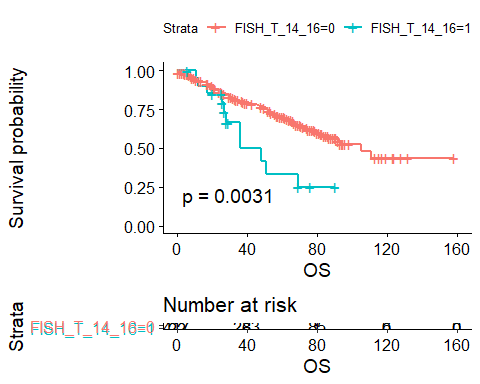 Strata FISH_T_14_16=0 FISH_T_14_16=1
Survival probability
1.00
0.75
0.50
0.25
0.00
p = 0.0031
0 40 80 120 160
OS
Number at risk
Strata
0 40 80 120 160
OS